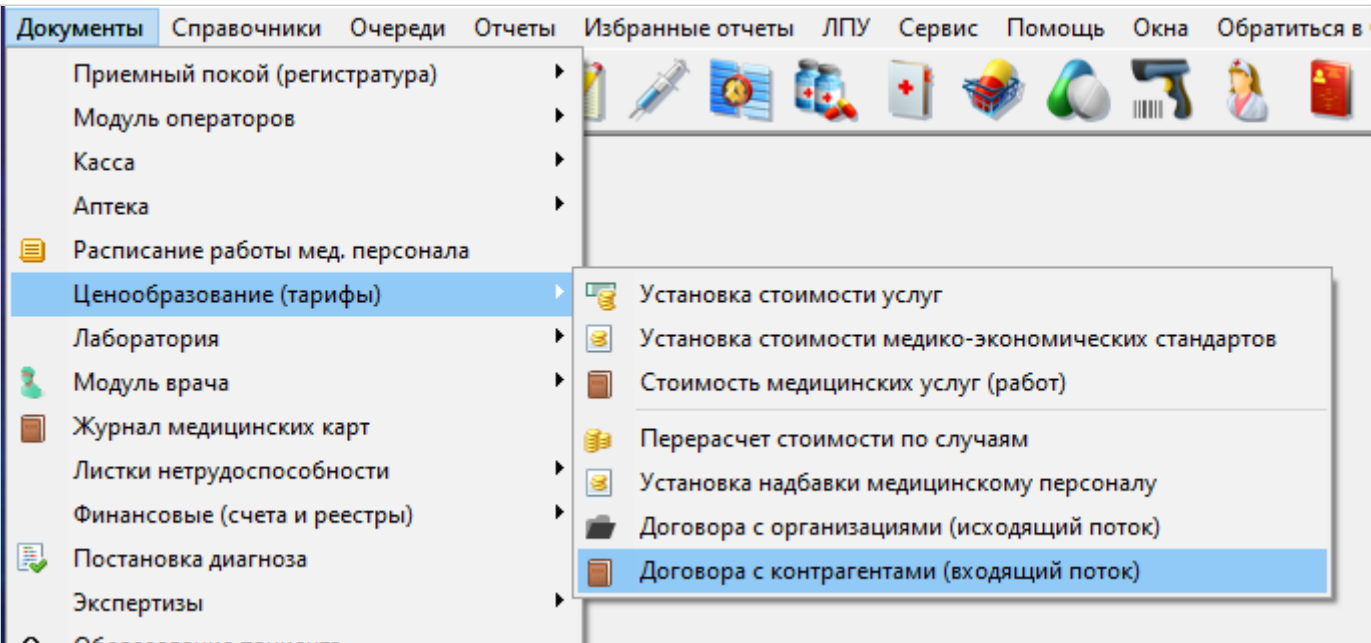 Документы Справочники Очереди Отчеты Избранные отчеты ЛПУ Сервис Помощь Окна Обратиться в
Приемный покой (регистратура)
Модуль операторов
Касса
Аптека
Расписание работы мед. персонала
Ценообразование (тарифы)
Лаборатория
Модуль врача
Журнал медицинских карт
Листки нетрудоспособности
Финансовые (счета и реестры)
Постановка диагноза
Экспертизы
Установка стоимости услуг
Установка стоимости медико-экономических стандартов
Стоимость медицинских услуг (работ)
Перерасчет стоимости по случаям
Установка надбавки медицинскому персоналу
Договора с организациями (исходящий поток)
Договора с контрагентами (входящий поток)